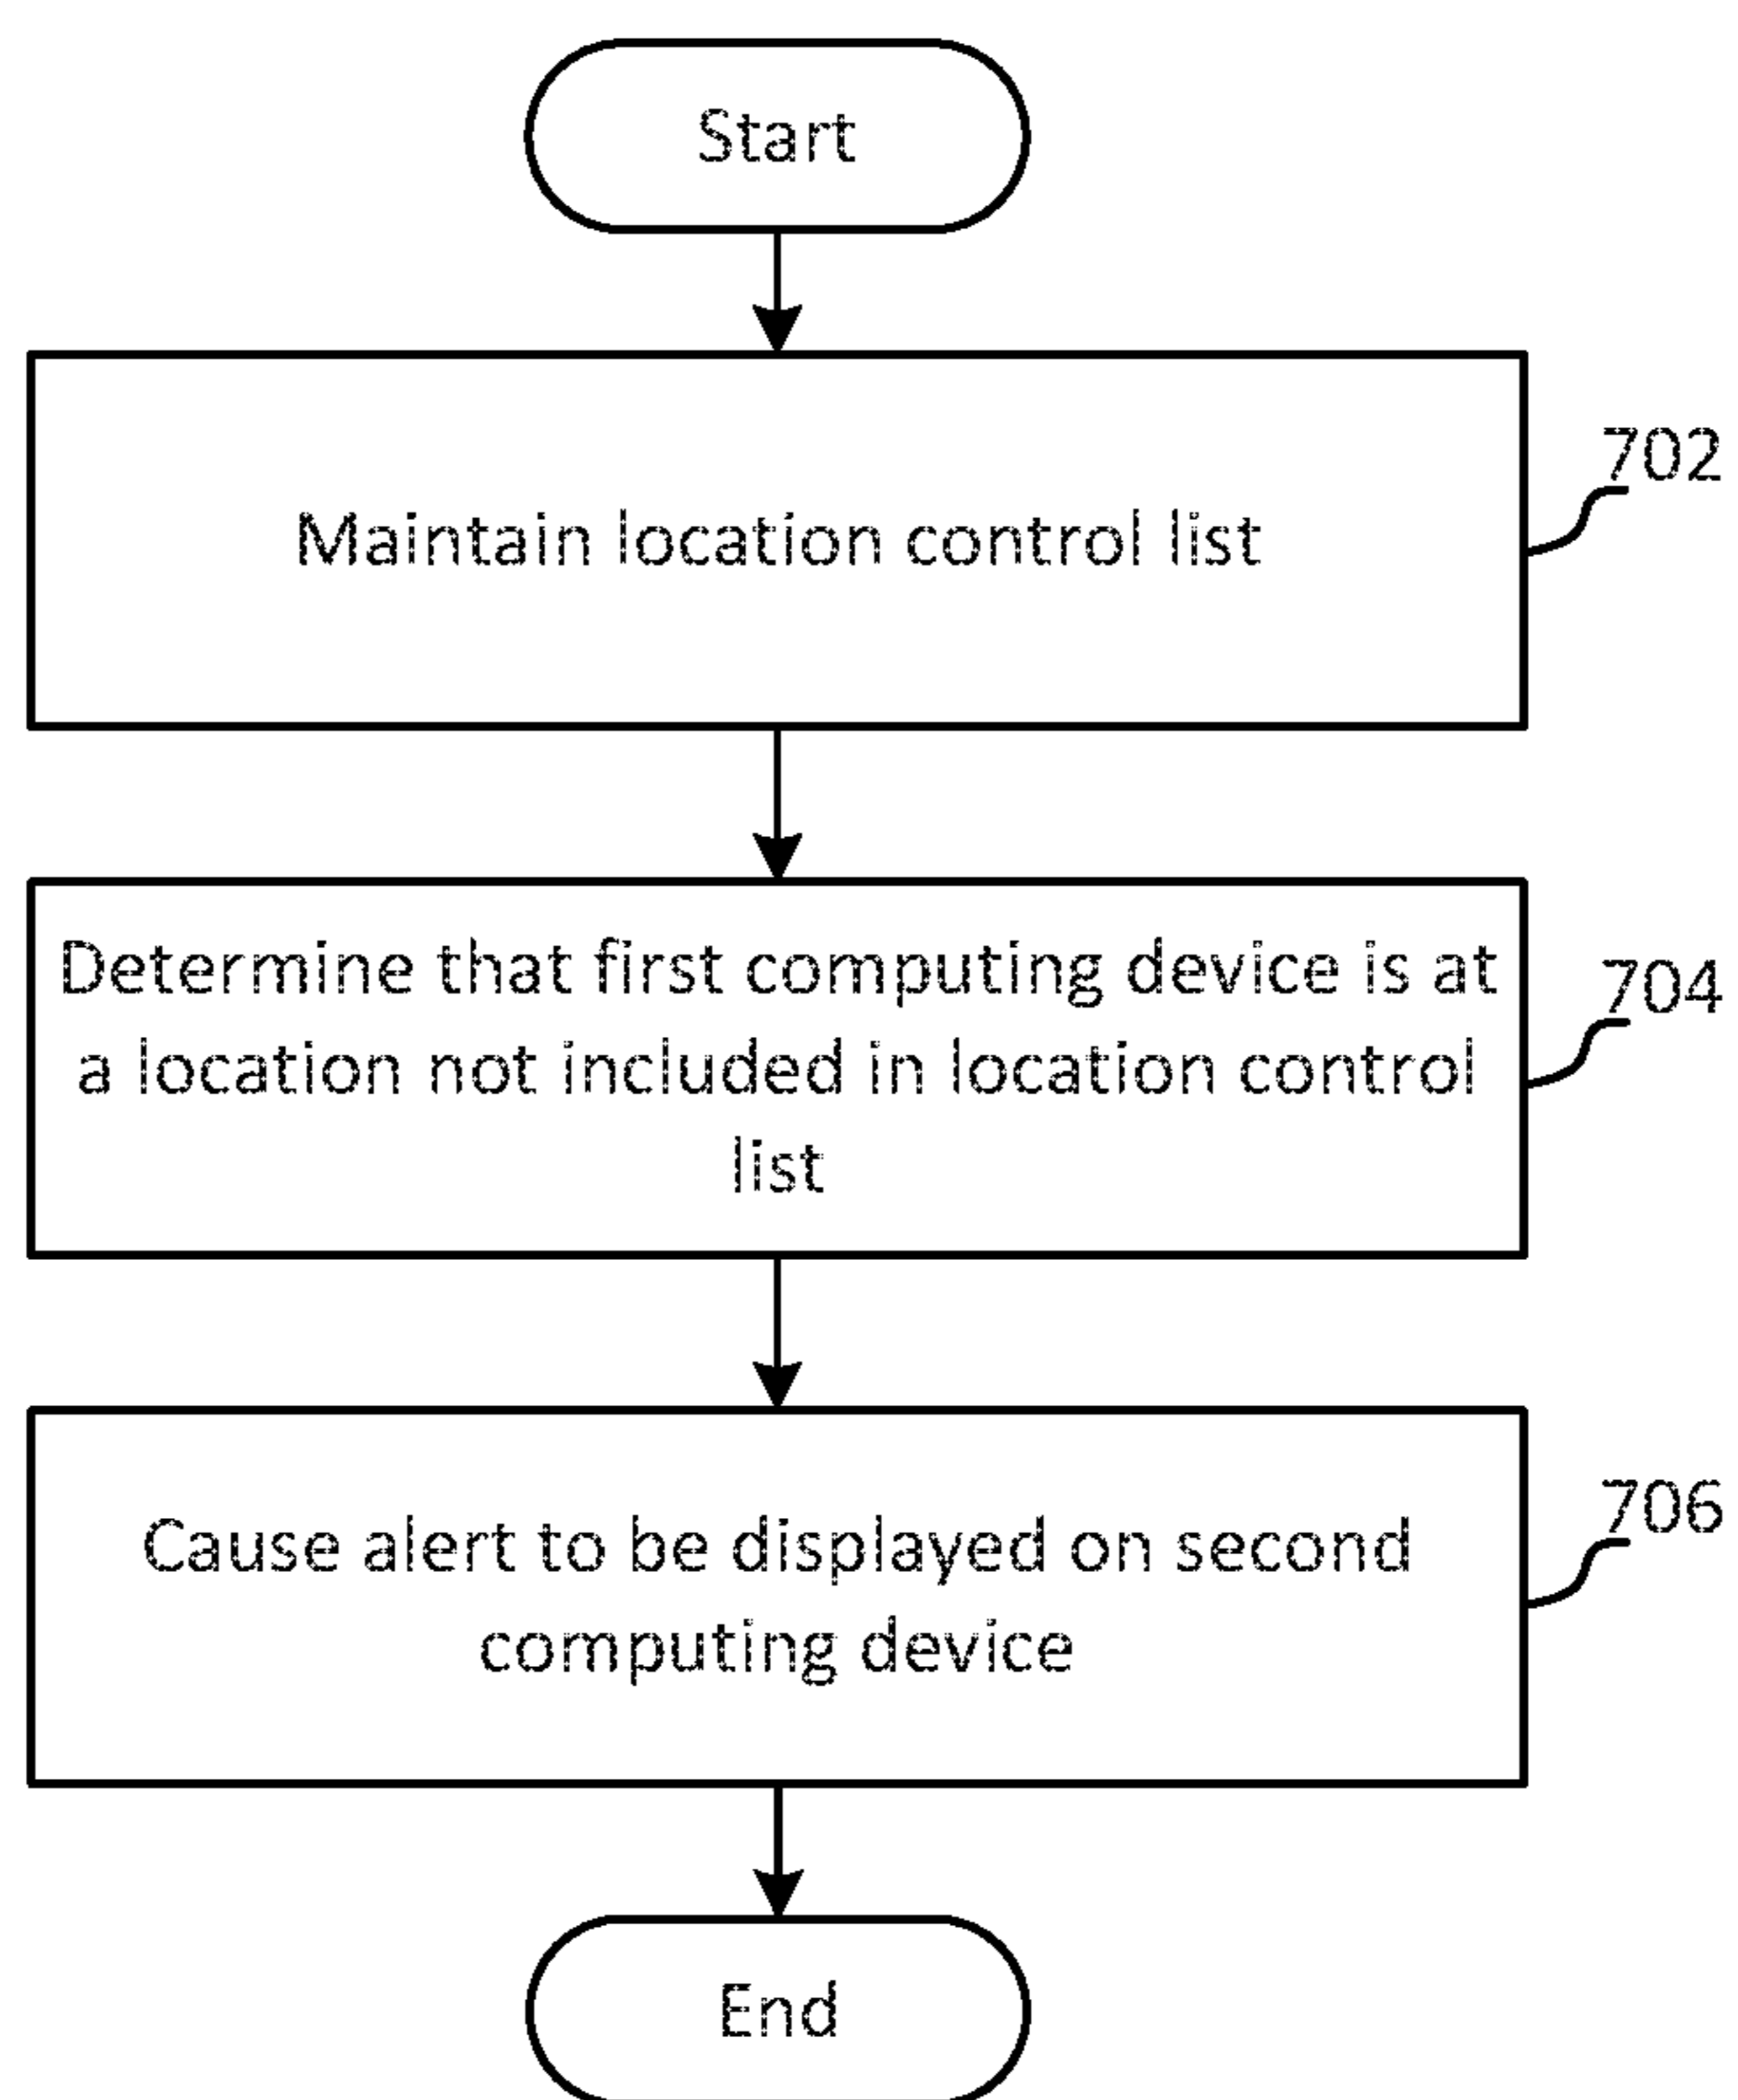 Start
Maintain location control list
702
Determine that first computing device is at
a location not included in location control
list
704
Cause alert to be displayed on second
computing device
706
End